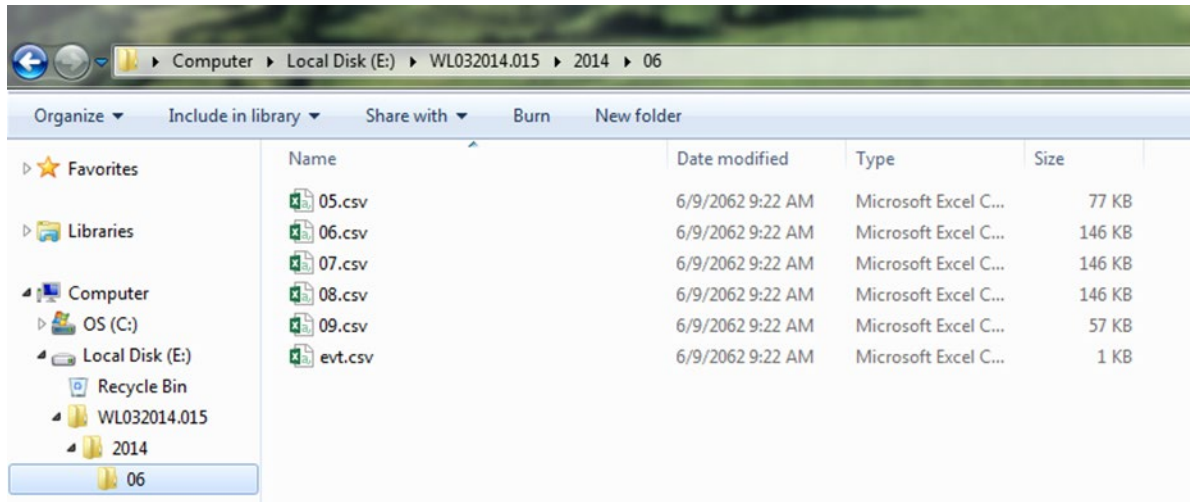 Computer Local Disk (E:) WL032014.015 2014 06
Organize Include in library Share with Burn New folder
Favorites
Libraries
Computer
OS (C:)
Local Disk (E:)
Recycle Bin
WL032014.015
2014
06
Name Date modified Type Size
05.csv 6/9/2062 9:22 AM Microsoft Excel C... 77 KB
06.csv 6/9/2062 9:22 AM Microsoft Excel C... 146 KB
07.csv 6/9/2062 9:22 AM Microsoft Excel C... 146 KB
08.csv 6/9/2062 9:22 AM Microsoft Excel C... 146 KB
09.csv 6/9/2062 9:22 AM Microsoft Excel C... 57 KB
evt.csv 6/9/2062 9:22 AM Microsoft Excel C... 1 KB